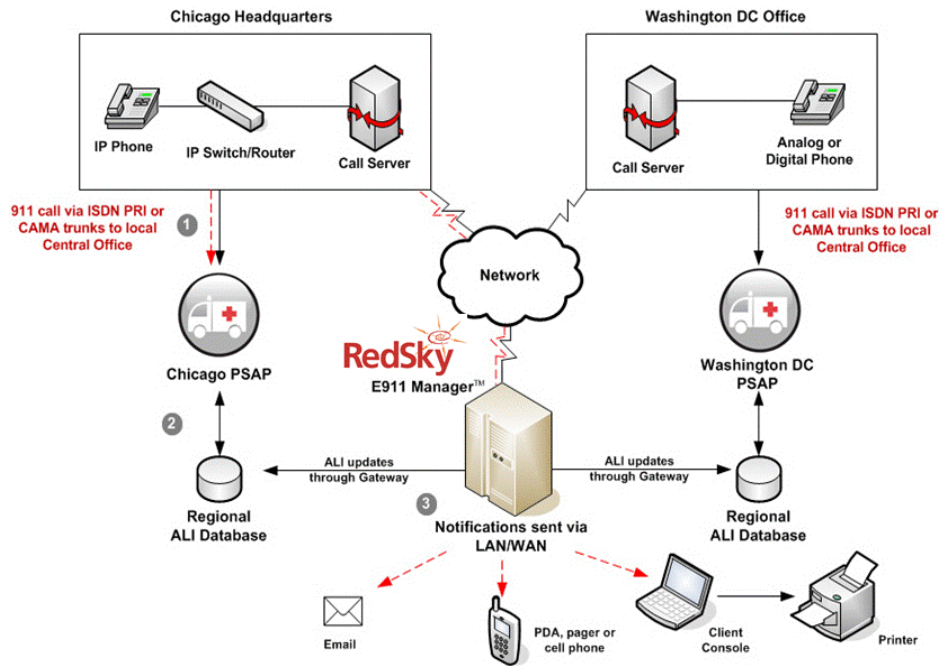 Chicago Headquarters
Washington DC Office
IP Phone
IP Switch/Router
Call Server
Call Server
Analog or
Digital Phone
911 call via ISDN PRI or
CAMA trunks to local
Central Office
1
911 call via ISDN PRI or
CAMA trunks to local
Central Office
Network
RedSky
E911 Manager™
Chicago PSAP
Washington DC
PSAP
2
ALI updates
through Gateway
ALI updates
through Gateway
3
Regional
ALI Database
Notifications sent via
LAN/WAN
Regional
ALI Database
Email
PDA, pager or
cell phone
Client
Console
Printer